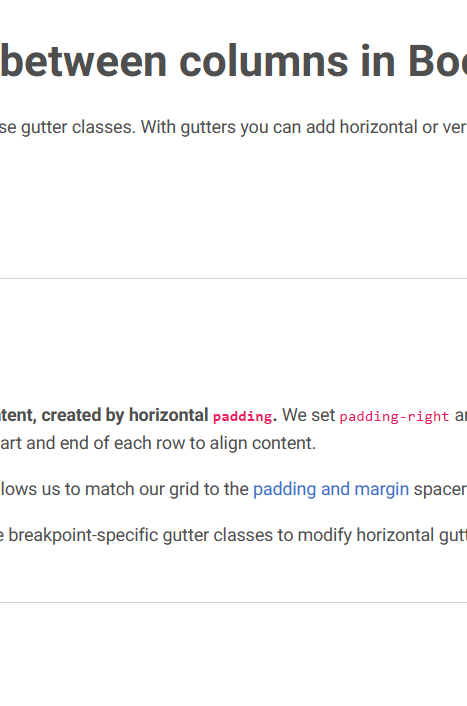 between columns in Bo
se gutter classes. With gutters you can add horizontal or ver
tent, created by horizontal padding. We set padding-right ar
art and end of each row to align content.
lows us to match our grid to the padding and margin spacer
e breakpoint-specific gutter classes to modify horizontal gutt